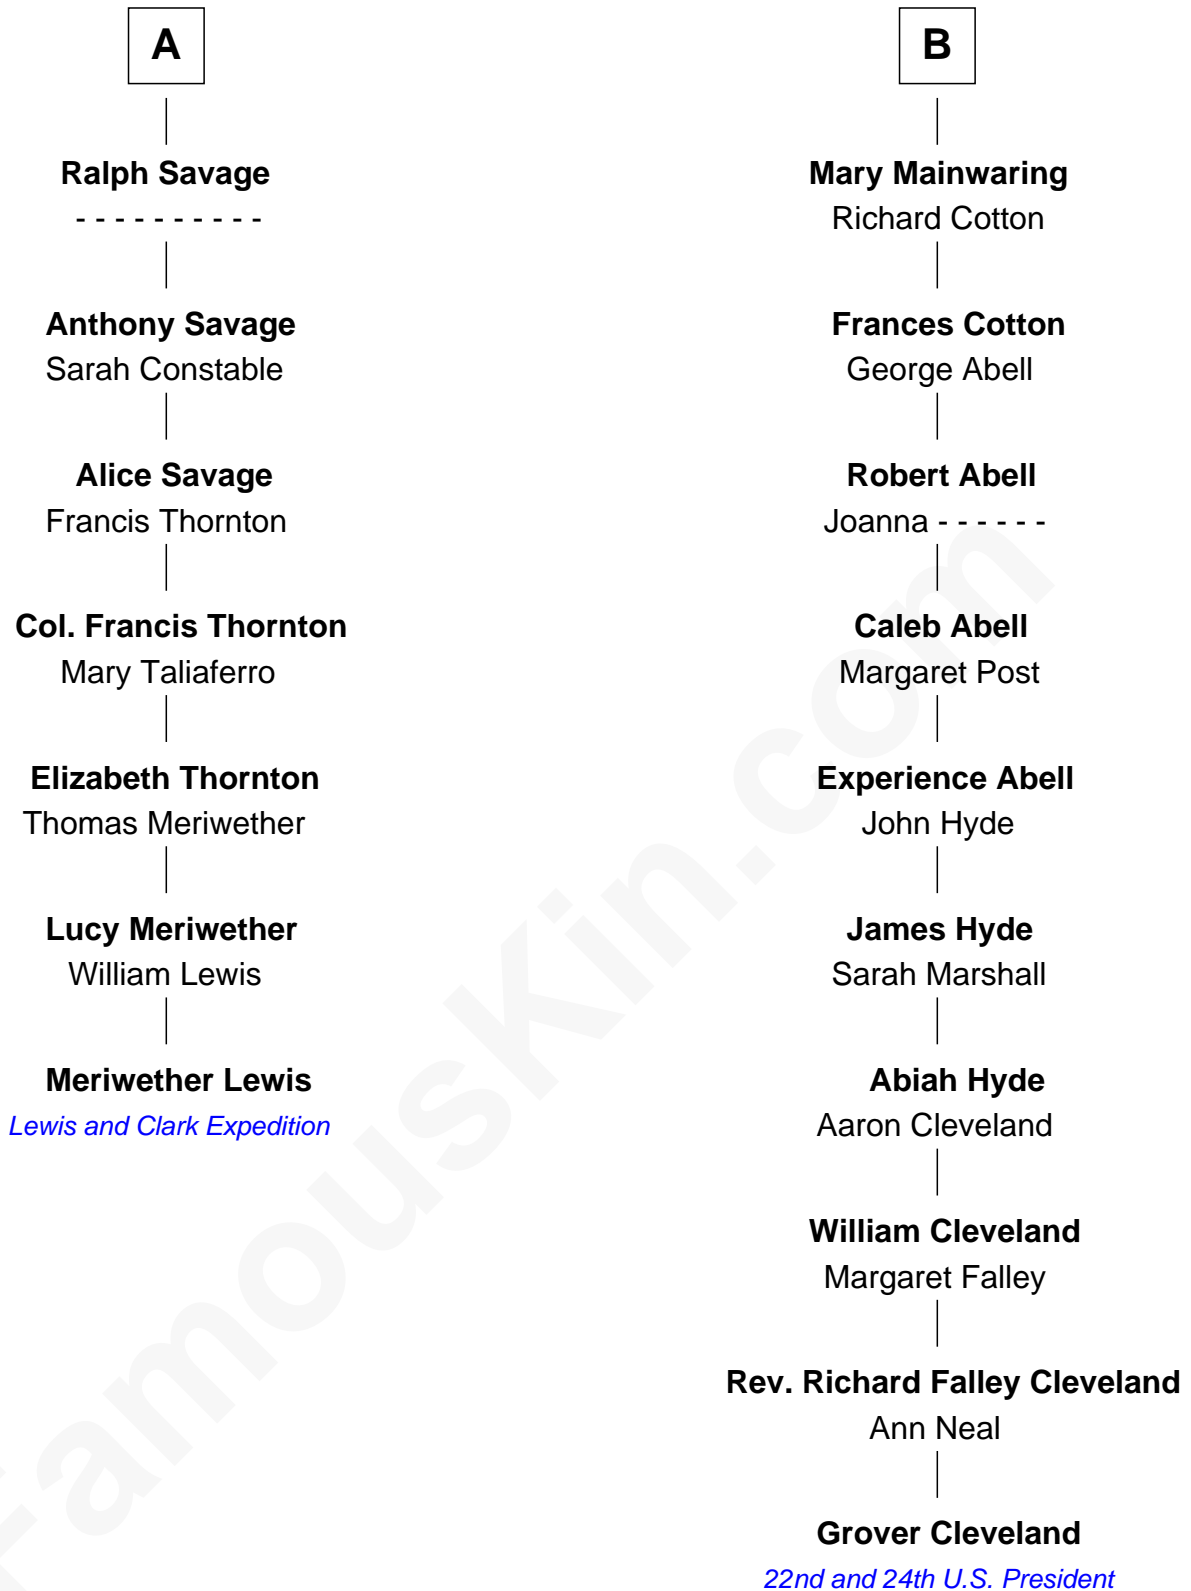 A
Ralph Savage
- - - - - - - - - -
Anthony Savage
Sarah Constable
Alice Savage
Francis Thornton
Col. Francis Thornton
Mary Taliaferro
Elizabeth Thornton
Thomas Meriwether
Lucy Meriwether
William Lewis
Meriwether Lewis
Lewis and Clark Expedition
B
Mary Mainwaring
Richard Cotton
Frances Cotton
George Abell
Robert Abell
Joanna - - - - - -
Caleb Abell
Margaret Post
Experience Abell
John Hyde
James Hyde
Sarah Marshall
Abiah Hyde
Aaron Cleveland
William Cleveland
Margaret Falley
Rev. Richard Falley Cleveland
Ann Neal
Grover Cleveland
22nd and 24th U.S. President
FamousKin.com